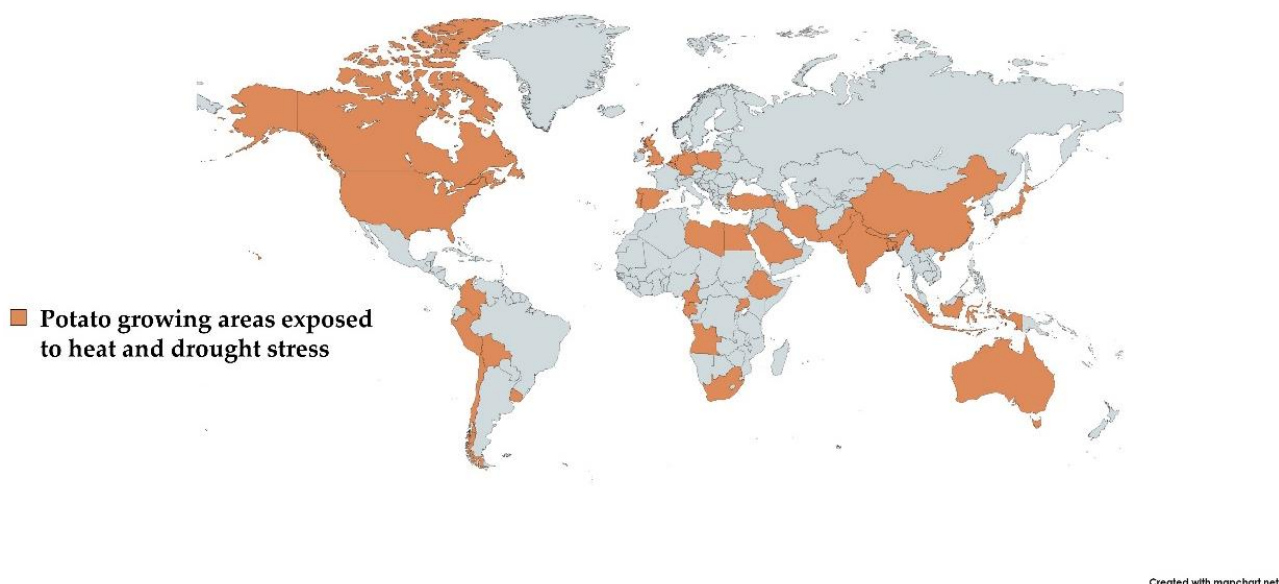 Potato growing areas exposed
to heat and drought stress
Created with mapchart.net